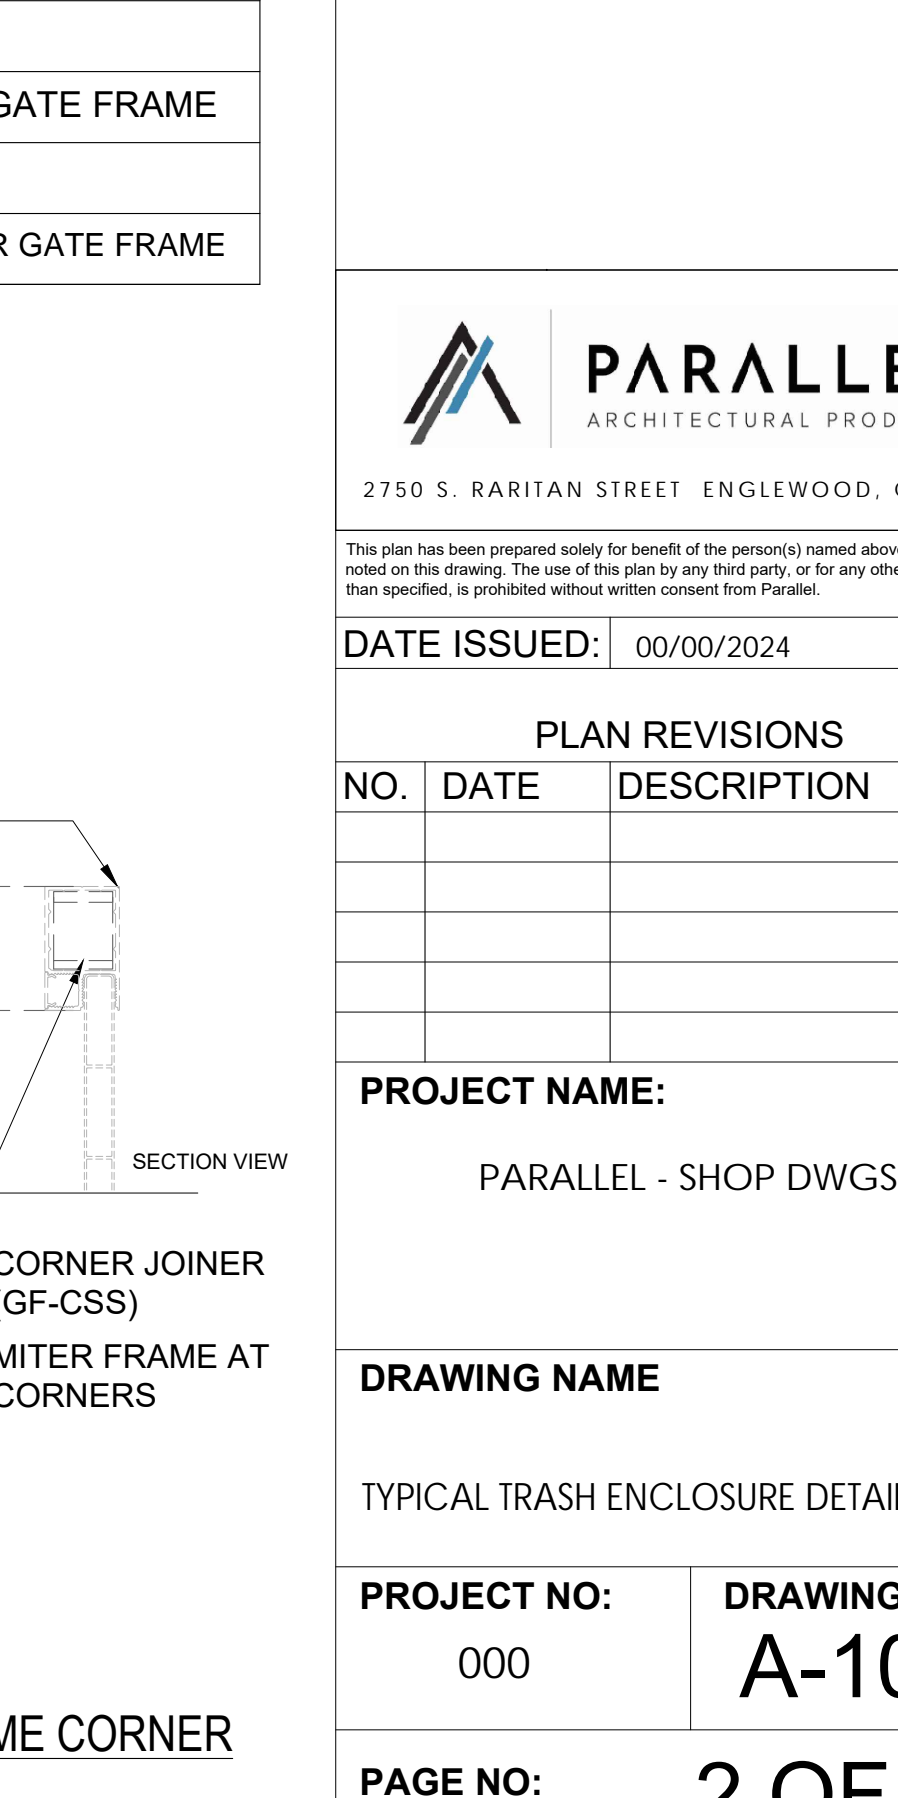 GATE FRAME
GATE FRAME
PARALLE
ARCHITECTURAL PROD
2750 S. RARITAN STREET ENGLEWOOD,
This plan has been prepared solely for benefit of the person(s) named above
noted on this drawing. The use of this plan by any third party, or for any othe
than specified, is prohibited without written consent from Parallel.
DATE ISSUED: 00/00/2024
PLAN REVISIONS
NO. DATE DESCRIPTION
SECTION VIEW
CORNER JOINER
(GF-CSS)
MITER FRAME AT
CORNERS
ME CORNER
PROJECT NAME:
PARALLEL - SHOP DWGS
DRAWING NAME
TYPICAL TRASH ENCLOSURE DETAI
PROJECT NO: DRAWING
000 A-10
PAGE NO: 2 OF